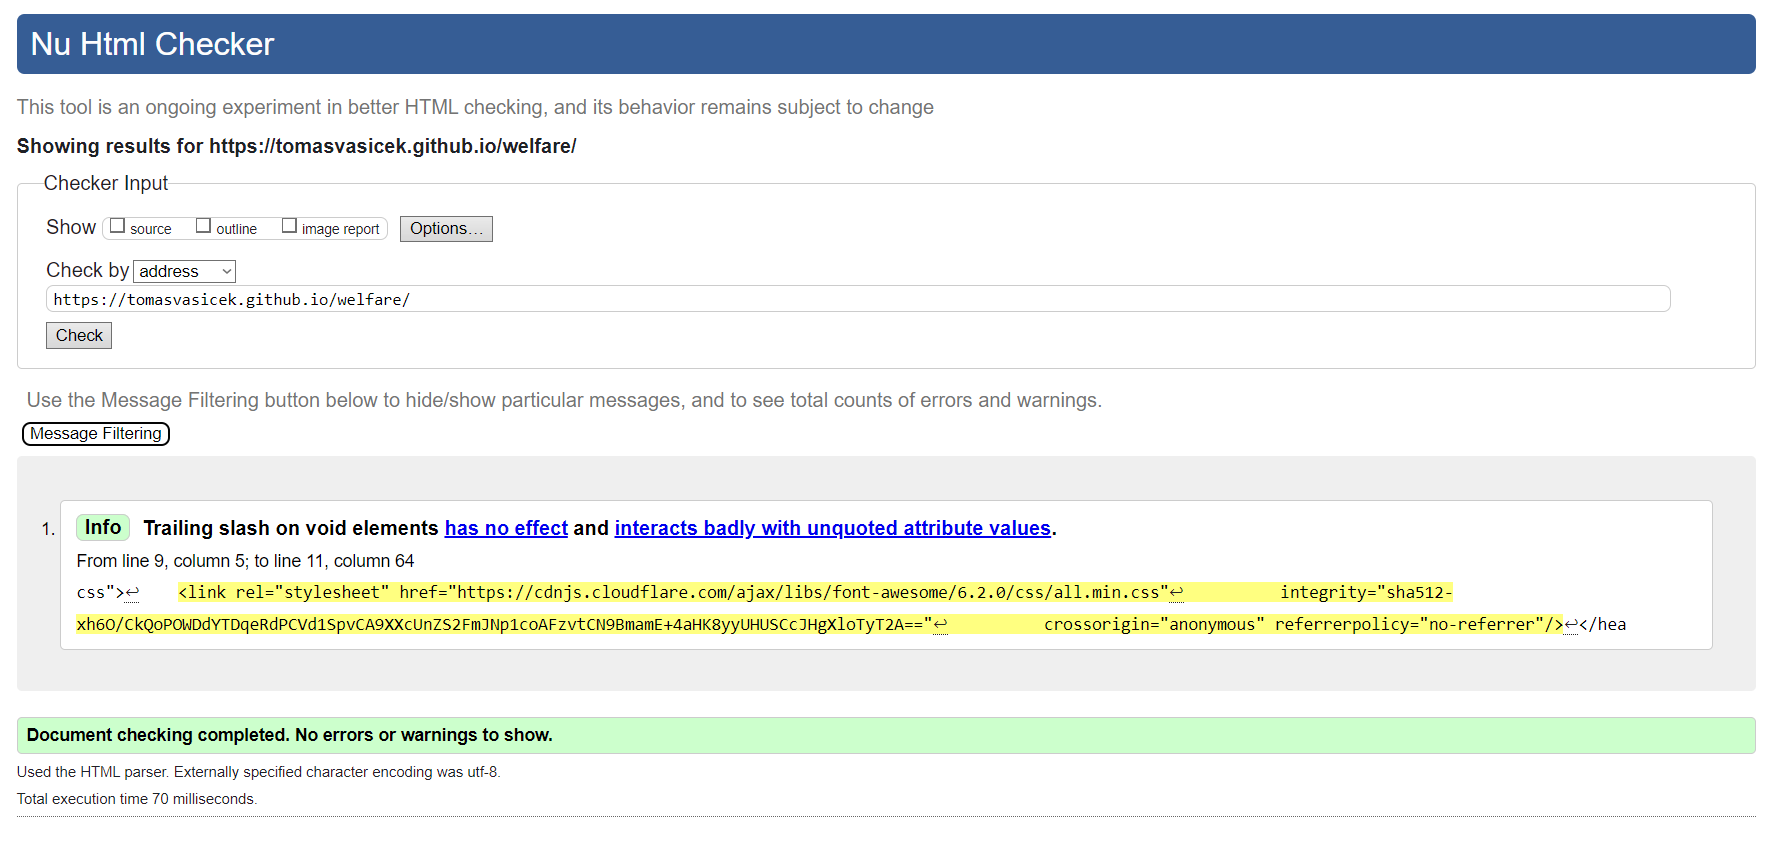 Nu Html Checker
This tool is an ongoing experiment in better HTML checking, and its behavior remains subject to change
Showing results for https://tomasvasicek.github.io/welfare/
Checker Input
Show source outline image report Options...
Check by address
https://tomasvasicek.github.io/welfare/
Check
Use the Message Filtering button below to hide/show particular messages, and to see total counts of errors and warnings.
Message Filtering
1. Info Trailing slash on void elements has no effect and interacts badly with unquoted attribute values.
From line 9, column 5; to line 11, column 64
css">↩    <link rel="stylesheet" href="https://cdnjs.cloudflare.com/ajax/libs/font-awesome/6.2.0/css/all.min.css"↩          integrity="sha512-
xh6O/CkQoPOWDdYTDqeRdPCVd1SpvCA9XXcUnZS2FmJNp1coAFzvtCN9BmamE+4aHK8yyUHUSCcJHgXloTyT2A=="↩          crossorigin="anonymous" referrerpolicy="no-referrer"/>↩</hea
Document checking completed. No errors or warnings to show.
Used the HTML parser. Externally specified character encoding was utf-8.
Total execution time 70 milliseconds.